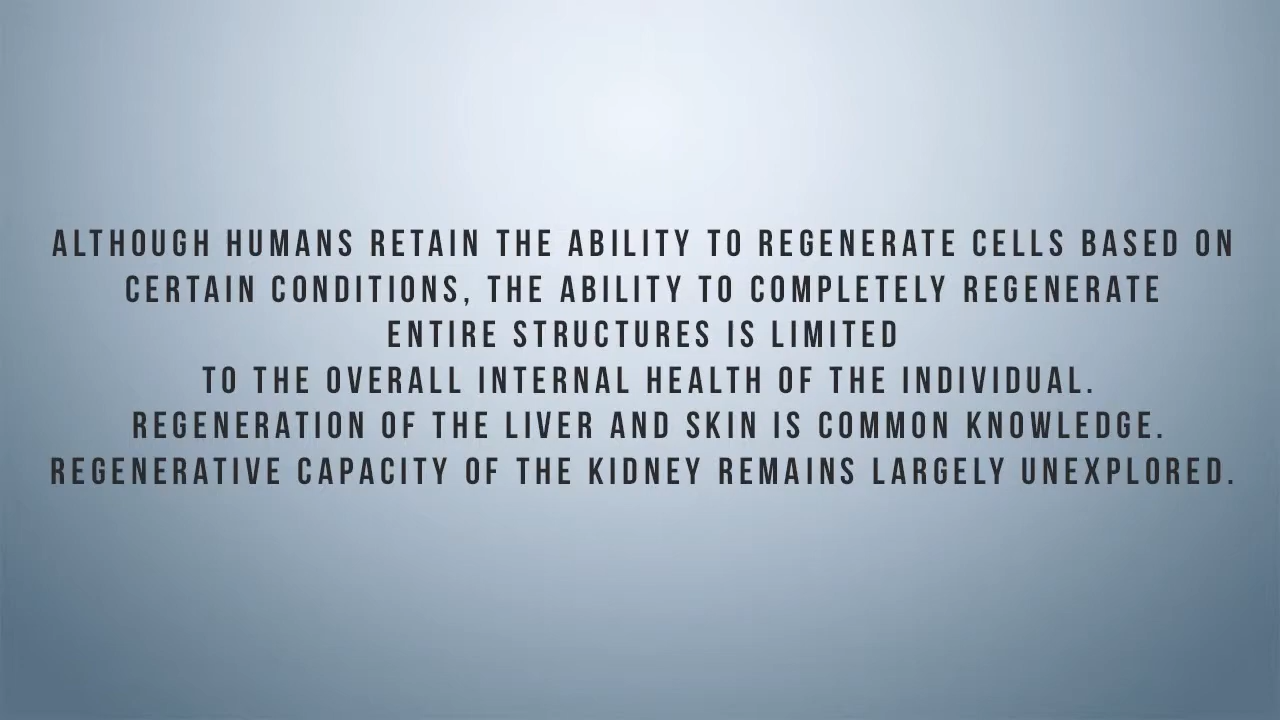 ALTHOUGH HUMANS RETAIN THE ABILITY TO REGENERATE CELLS BASED ON
CERTAIN CONDITIONS, THE ABILITY TO COMPLETELY REGENERATE
ENTIRE STRUCTURES IS LIMITED
TO THE OVERALL INTERNAL HEALTH OF THE INDIVIDUAL.
REGENERATION OF THE LIVER AND SKIN IS COMMON KNOWLEDGE.
REGENERATIVE CAPACITY OF THE KIDNEY REMAINS LARGELY UNEXPLORED.